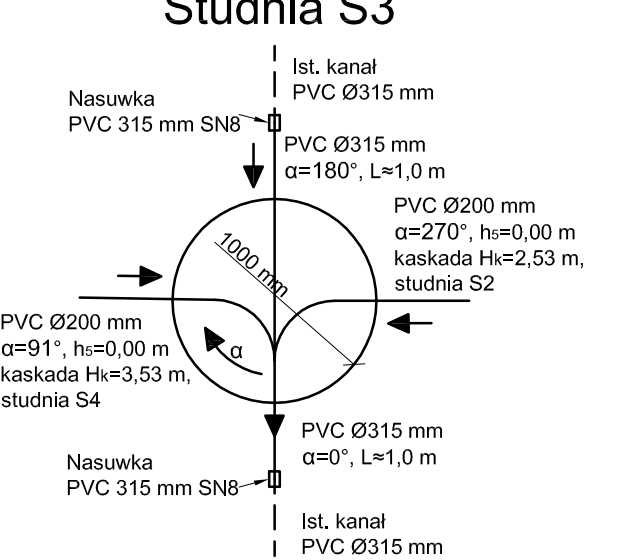 Studnia S3
Ist. kanał
PVC Ø315 mm
Nasuwka
PVC 315 mm SN8
PVC Ø315 mm
α=180°, L≈1,0 m
PVC Ø200 mm
α=270°, h5=0,00 m
kaskada Hk=2,53 m,
studnia S2
1000 mm
PVC Ø200 mm
α=91°, h5=0,00 m
kaskada Hk=3,53 m,
studnia S4
α
PVC Ø315 mm
α=0°, L≈1,0 m
Nasuwka
PVC 315 mm SN8
Ist. kanał
PVC Ø315 mm